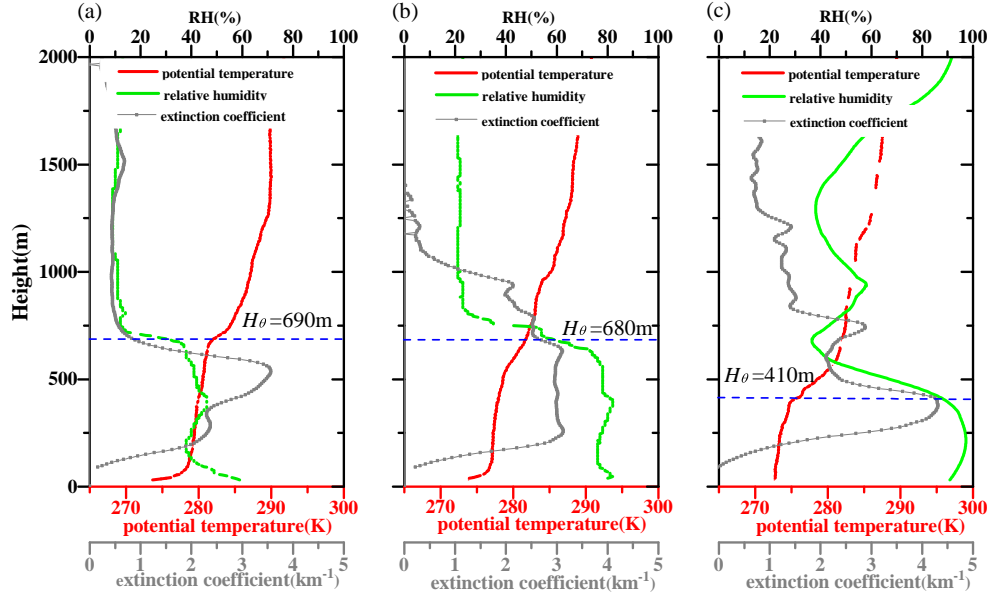 (a)
RH(%)
0 20 40 60 80 100
potential temperature
relative humidity
extinction coefficient
Hθ=690m
Height(m)
2000
1500
1000
500
0
270 280 290 300
potential temperature(K)
0 1 2 3 4 5
extinction coefficient(km-1)
(b)
RH(%)
0 20 40 60 80 100
potential temperature
relative humidity
extinction coefficient
Hθ=680m
270 280 290 300
potential temperature(K)
0 1 2 3 4 5
extinction coefficient(km-1)
(c)
RH(%)
0 20 40 60 80 100
potential temperature
relative humidity
extinction coefficient
Hθ=410m
270 280 290 300
potential temperature(K)
0 1 2 3 4 5
extinction coefficient(km-1)